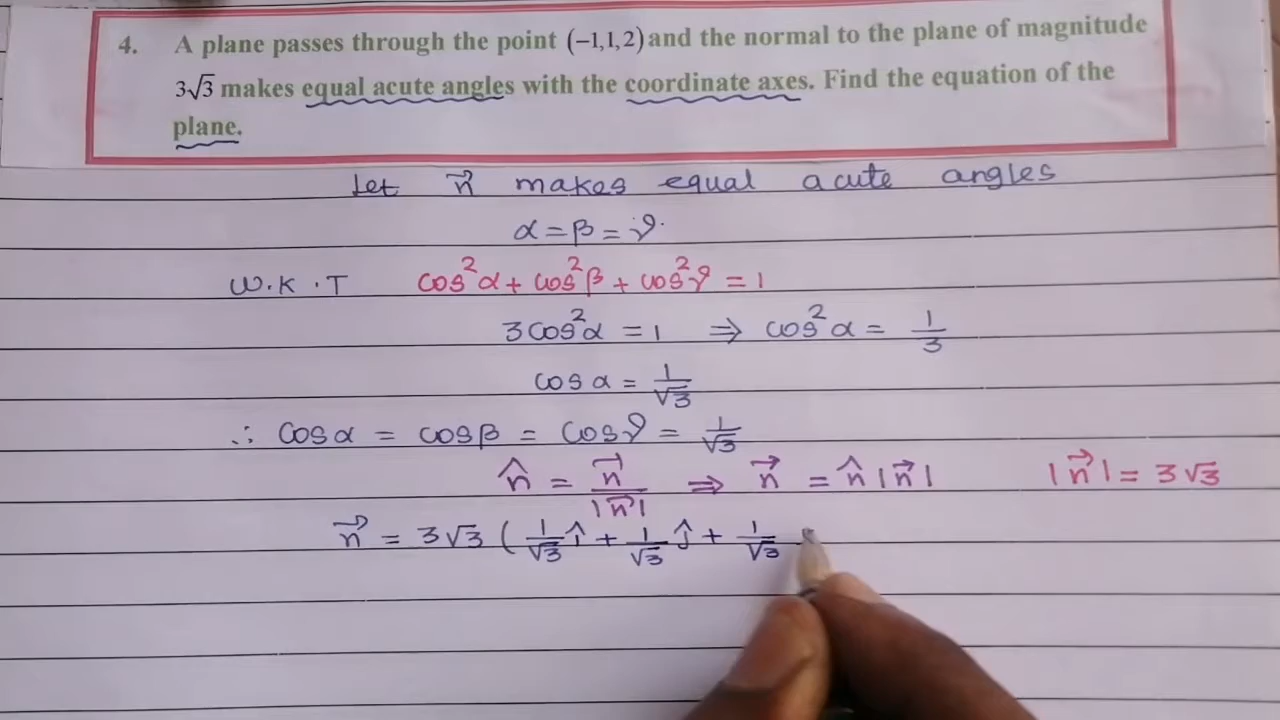 4. A plane passes through the point (−1,1,2) and the normal to the plane of magnitude
3√3 makes equal acute angles with the coordinate axes. Find the equation of the
plane.
Let n⃗ makes equal acute angles
α = β = γ.
W.K.T cos²α + cos²β + cos²γ = 1
3cos²α = 1 ⇒ cos²α = 1/3
cos α = 1/√3
∴ cosα = cosβ = cosγ = 1/√3
n̂ = n⃗/|n⃗| ⇒ n⃗ = n̂ |n⃗| |n⃗| = 3√3
n⃗ = 3√3 ( 1/√3 î + 1/√3 ĵ + 1/√3